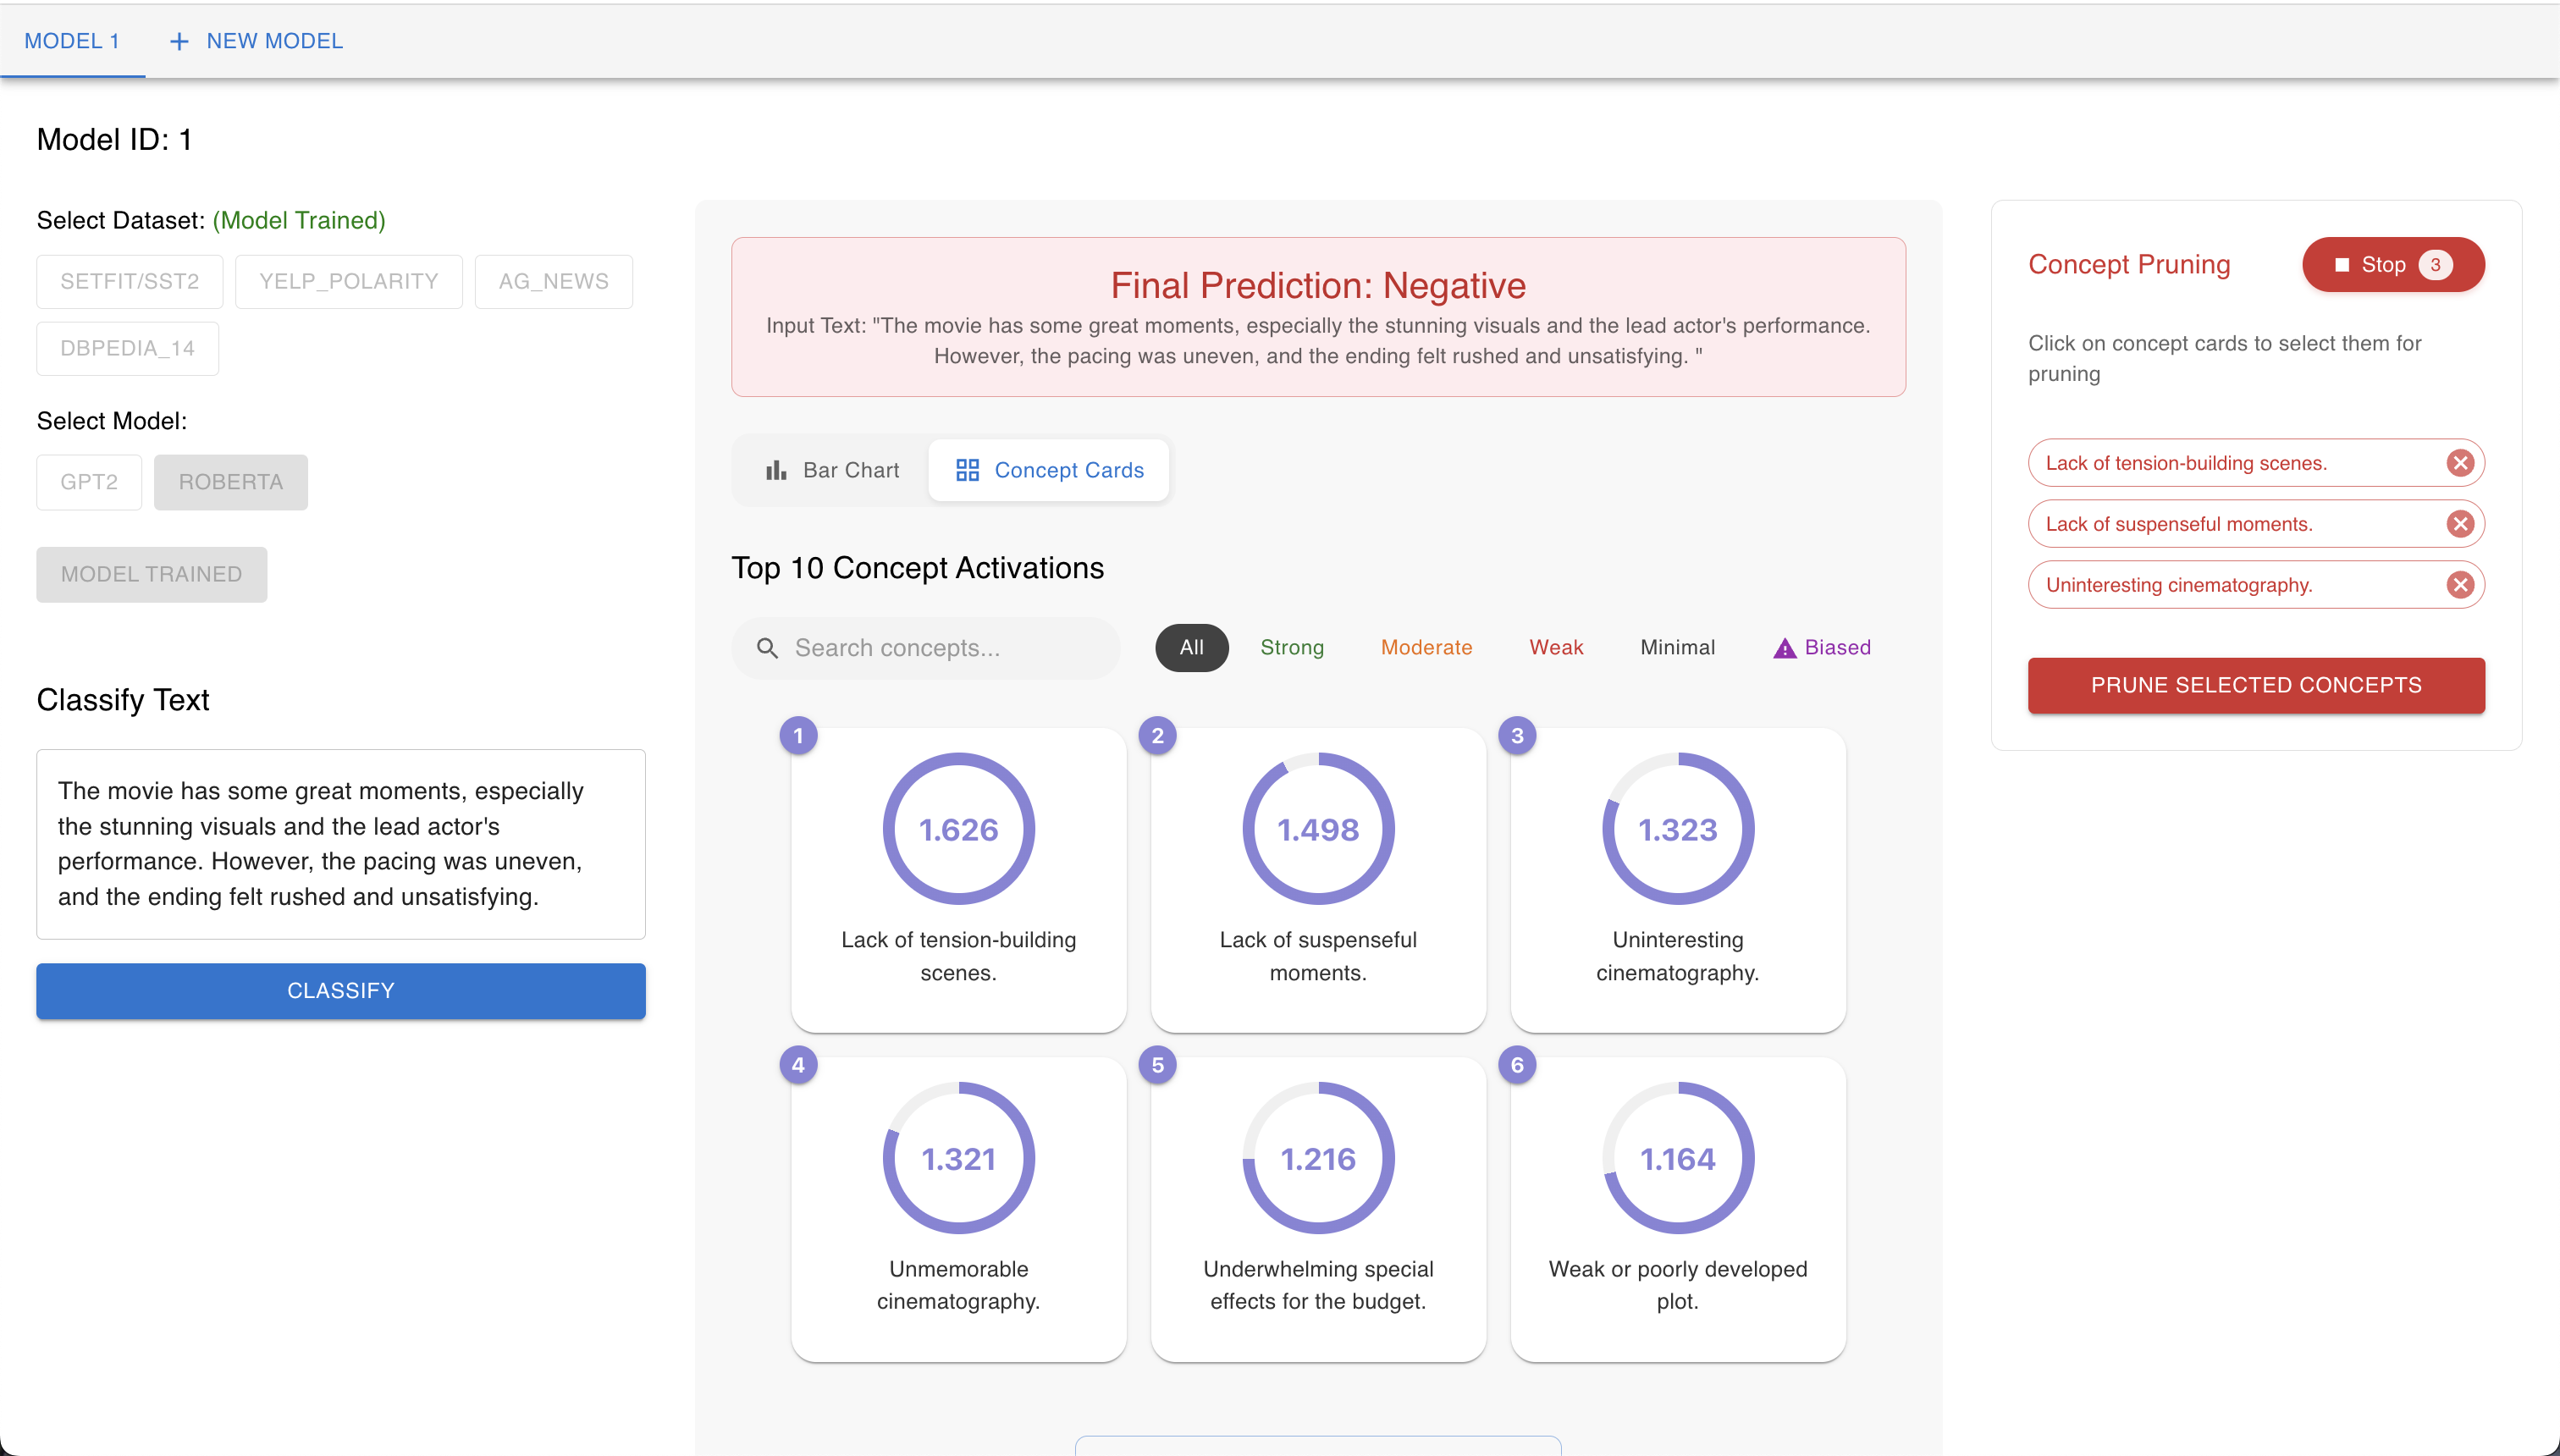 MODEL 1
+ NEW MODEL
Model ID: 1
Select Dataset: (Model Trained)
SETFIT/SST2
YELP_POLARITY
AG_NEWS
DBPEDIA_14
Select Model:
GPT2
ROBERTA
MODEL TRAINED
Classify Text
The movie has some great moments, especially
the stunning visuals and the lead actor's
performance. However, the pacing was uneven,
and the ending felt rushed and unsatisfying.
CLASSIFY
Final Prediction: Negative
Input Text: "The movie has some great moments, especially the stunning visuals and the lead actor's performance.
However, the pacing was uneven, and the ending felt rushed and unsatisfying. "
Bar Chart
Concept Cards
Top 10 Concept Activations
Search concepts...
All
Strong
Moderate
Weak
Minimal
Biased
1
1.626
Lack of tension-building
scenes.
2
1.498
Lack of suspenseful
moments.
3
1.323
Uninteresting
cinematography.
4
1.321
Unmemorable
cinematography.
5
1.216
Underwhelming special
effects for the budget.
6
1.164
Weak or poorly developed
plot.
Concept Pruning
Stop 3
Click on concept cards to select them for
pruning
Lack of tension-building scenes.
Lack of suspenseful moments.
Uninteresting cinematography.
PRUNE SELECTED CONCEPTS